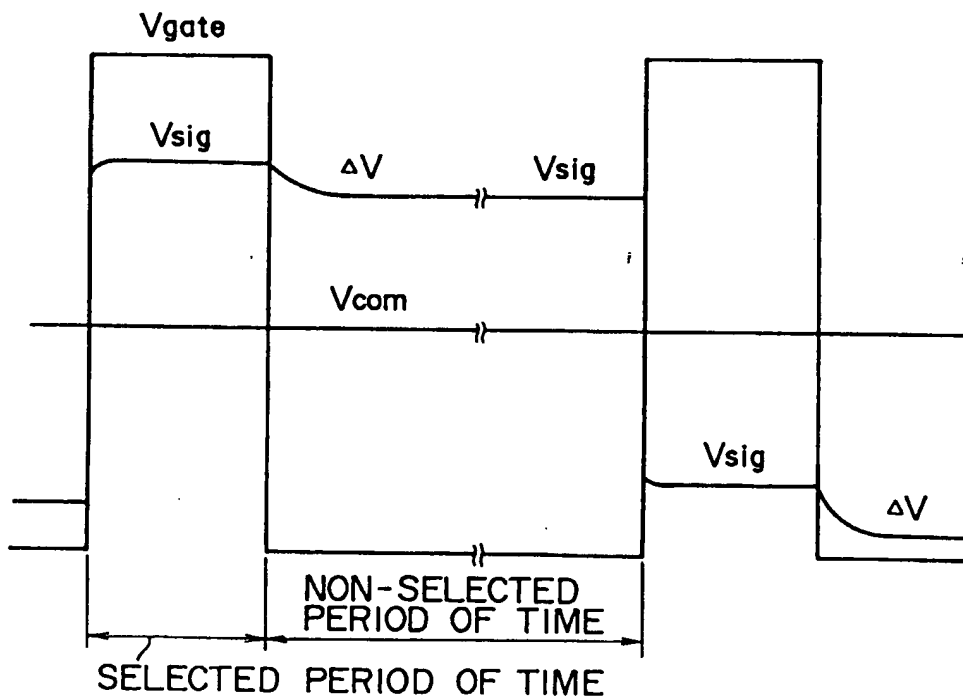 Vgate
Vsig
ΔV
Vsig
Vcom
Vsig
ΔV
NON-SELECTED
PERIOD OF TIME
SELECTED PERIOD OF TIME